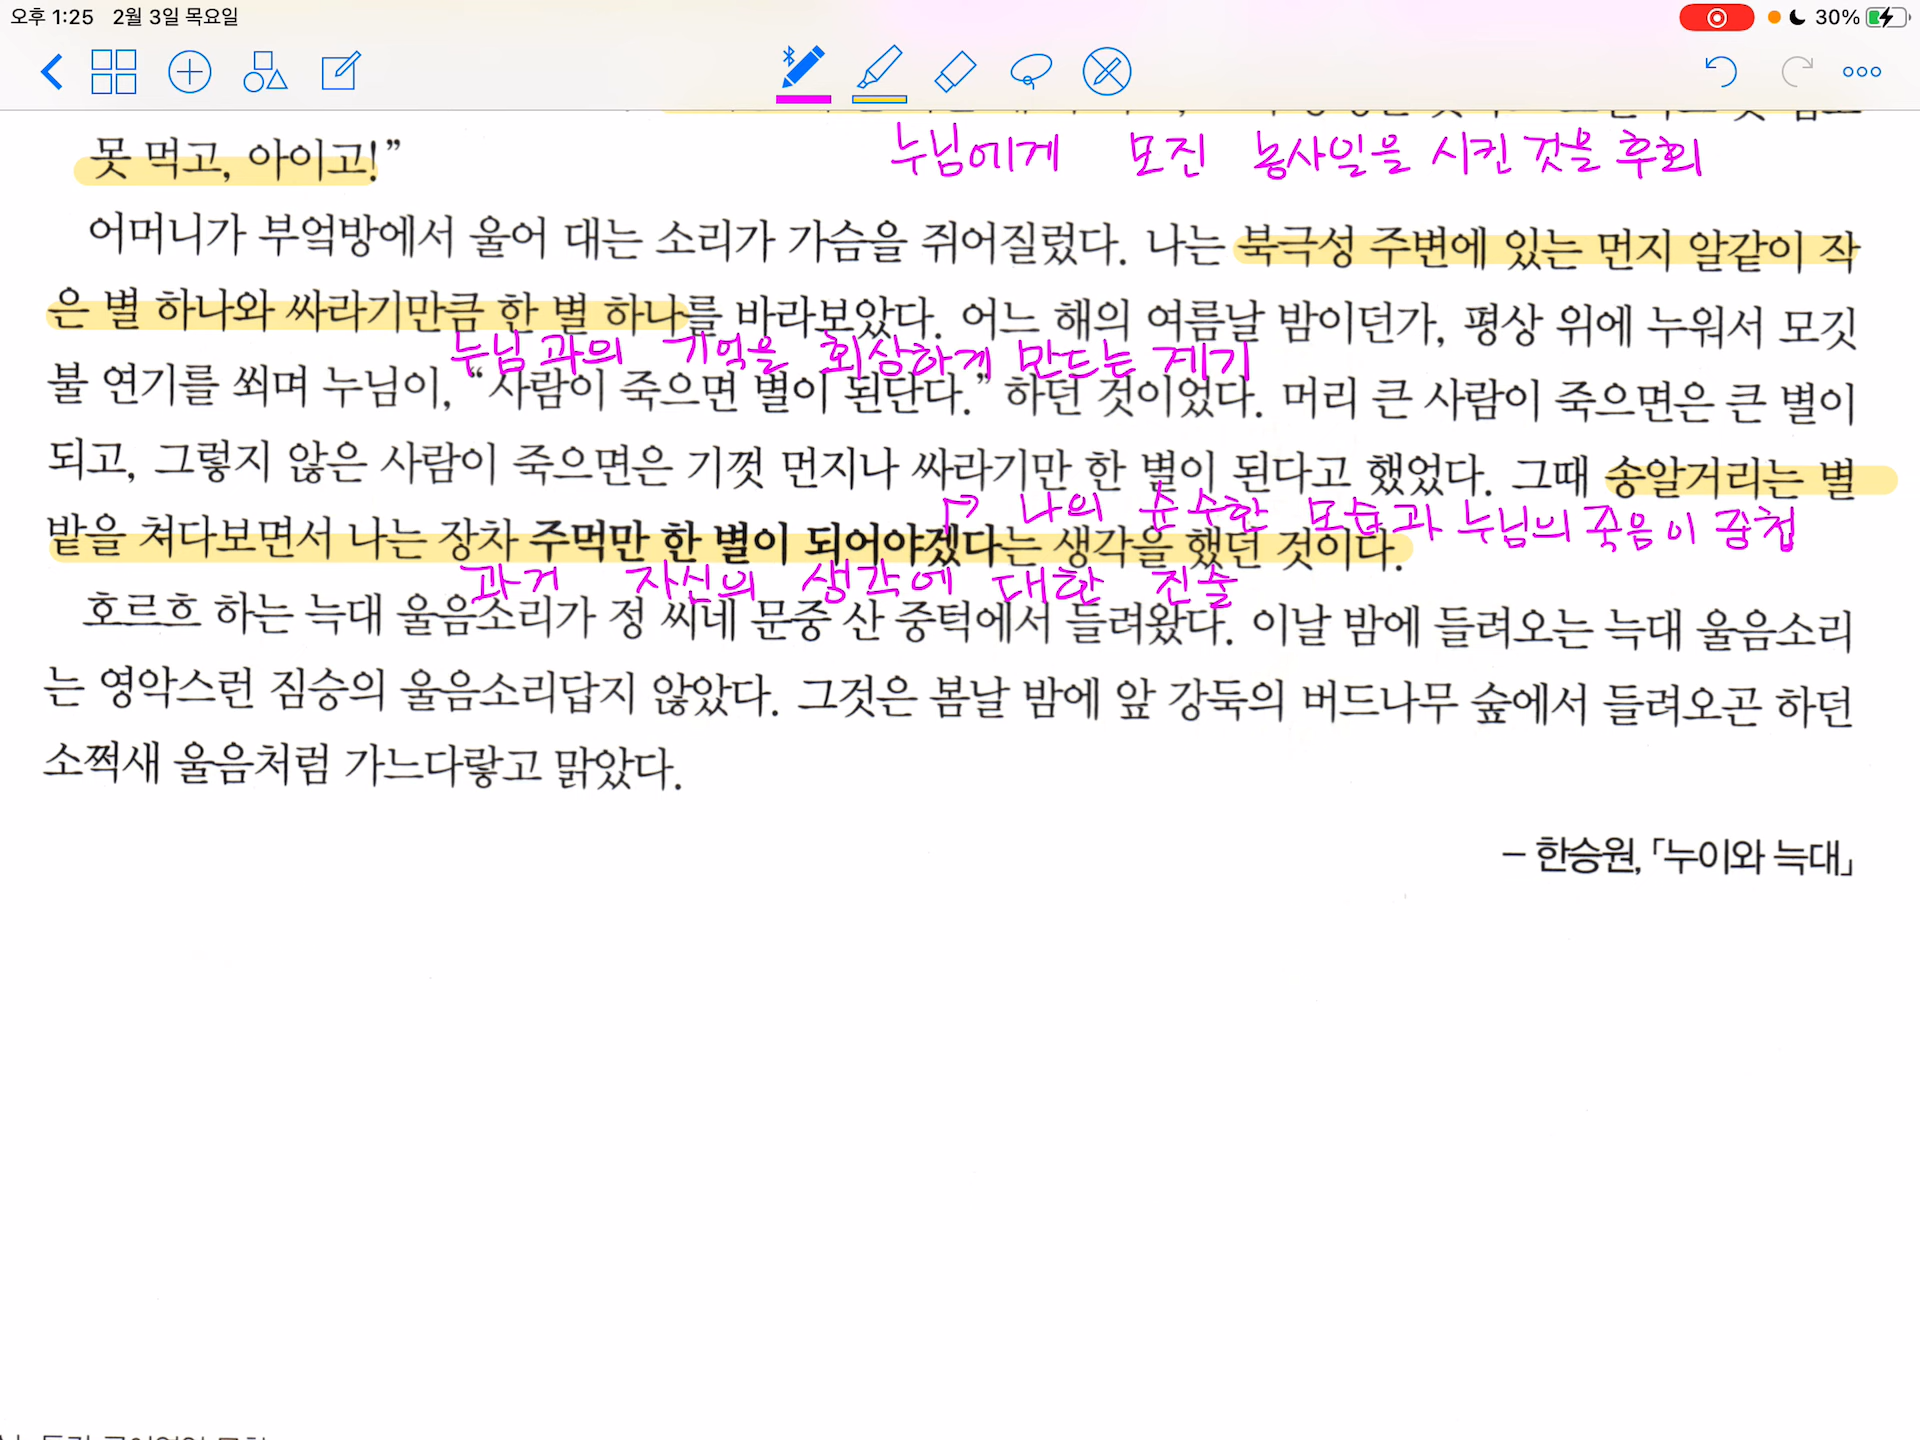 오후 1:25 2월 3일 목요일
30%
못 먹고, 아이고!”
누님에게 모진 농사일을 시킨 것을 후회
어머니가 부엌방에서 울어 대는 소리가 가슴을 쥐어질렀다. 나는 북극성 주변에 있는 먼지 알같이 작
은 별 하나와 싸라기만큼 한 별 하나를 바라보았다. 어느 해의 여름날 밤이던가, 평상 위에 누워서 모깃
누님과의 기억을 회상하게 만드는 계기
불 연기를 쐬며 누님이, “사람이 죽으면 별이 된단다.” 하던 것이었다. 머리 큰 사람이 죽으면은 큰 별이
되고, 그렇지 않은 사람이 죽으면은 기껏 먼지나 싸라기만 한 별이 된다고 했었다. 그때 송알거리는 별
나의 순수한 모습과 누님의 죽음이 중첩
밭을 쳐다보면서 나는 장차 주먹만 한 별이 되어야겠다는 생각을 했던 것이다.
과거 자신의 생각에 대한 진술
호르흐 하는 늑대 울음소리가 정 씨네 문중 산 중턱에서 들려왔다. 이날 밤에 들려오는 늑대 울음소리
는 영악스런 짐승의 울음소리답지 않았다. 그것은 봄날 밤에 앞 강둑의 버드나무 숲에서 들려오곤 하던
소쩍새 울음처럼 가느다랗고 맑았다.
– 한승원, 「누이와 늑대」